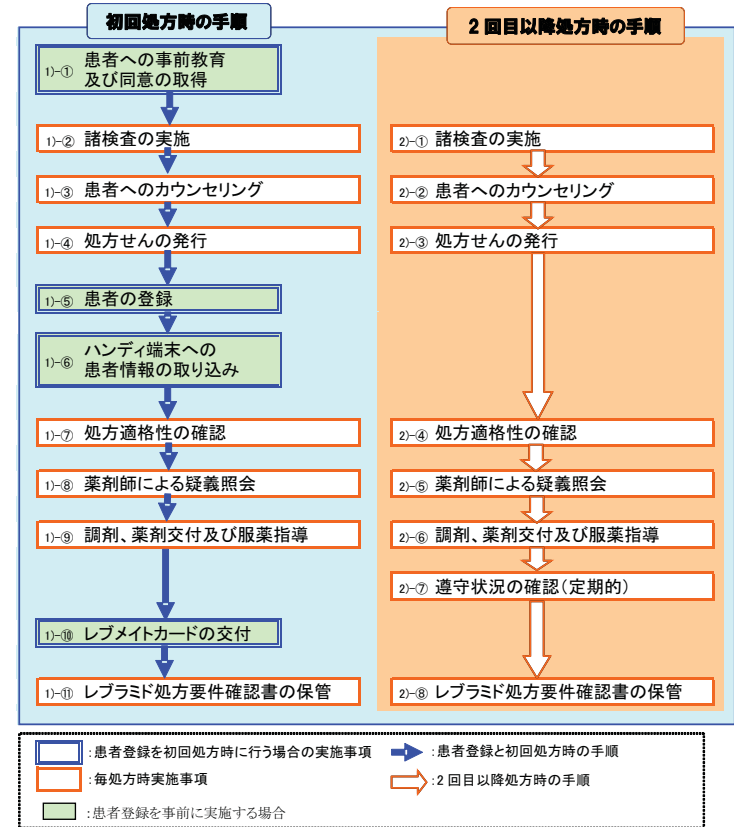 初回処方時の手順
1)-① 患者への事前教育
及び同意の取得
1)-② 諸検査の実施
1)-③ 患者へのカウンセリング
1)-④ 処方せんの発行
1)-⑤ 患者の登録
1)-⑥ ハンディ端末への
患者情報の取り込み
1)-⑦ 処方適格性の確認
1)-⑧ 薬剤師による疑義照会
1)-⑨ 調剤、薬剤交付及び服薬指導
1)-⑩ レブメイトカードの交付
1)-⑪ レブラミド処方要件確認書の保管
2回目以降処方時の手順
2)-① 諸検査の実施
2)-② 患者へのカウンセリング
2)-③ 処方せんの発行
2)-④ 処方適格性の確認
2)-⑤ 薬剤師による疑義照会
2)-⑥ 調剤、薬剤交付及び服薬指導
2)-⑦ 遵守状況の確認(定期的)
2)-⑧ レブラミド処方要件確認書の保管
:患者登録を初回処方時に行う場合の実施事項
:患者登録と初回処方時の手順
:毎処方時実施事項
:2回目以降処方時の手順
:患者登録を事前に実施する場合